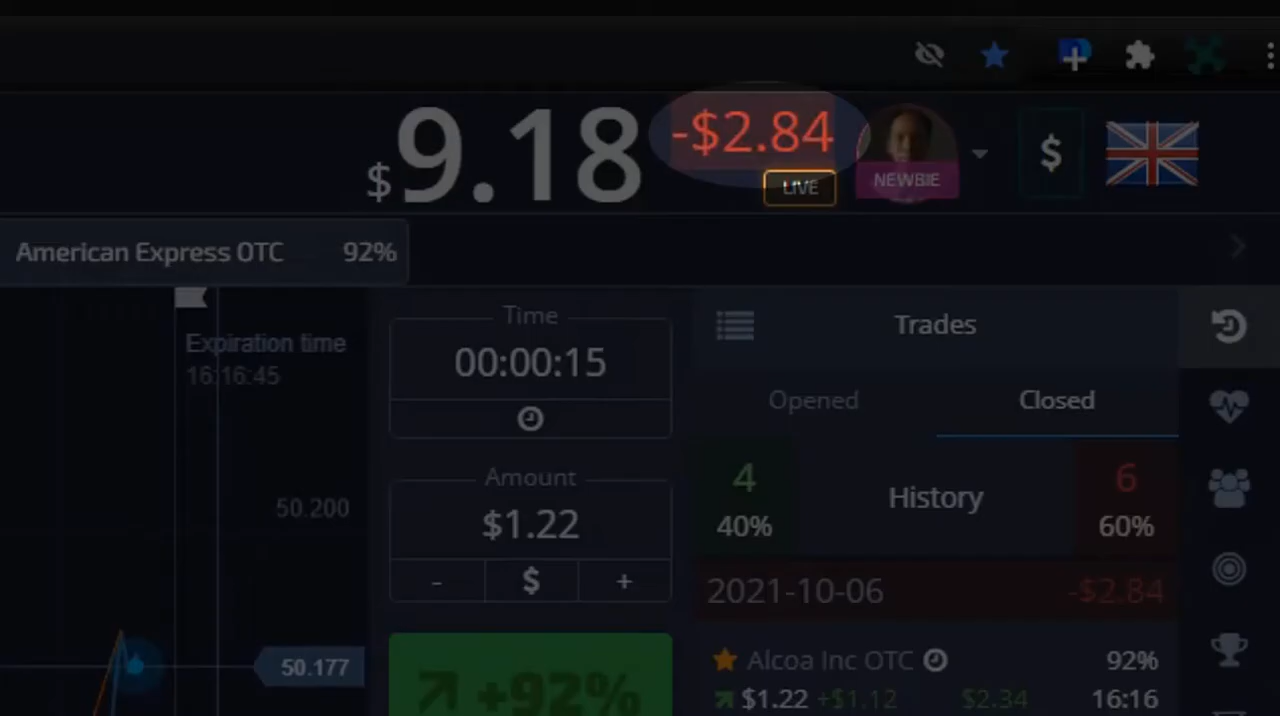 $9.18 -$2.84
LIVE
NEWBIE
$
American Express OTC 92%
Expiration time
16:16:45
50.200
50.177
Time
00:00:15
Amount
$1.22
- $ +
+92%
Trades
Opened Closed
4 History 6
40% 60%
2021-10-06 -$2.84
Alcoa Inc OTC 92%
$1.22 +$1.12 $2.34 16:16